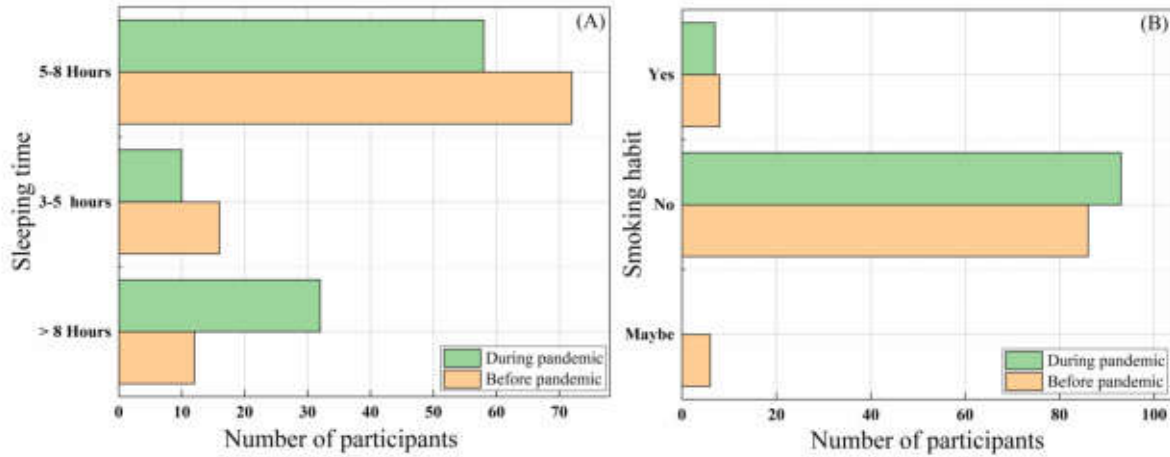 (A)
5-8 Hours
3-5 hours
> 8 Hours
Sleeping time
During pandemic
Before pandemic
0 10 20 30 40 50 60 70
Number of participants
(B)
Yes
No
Maybe
Smoking habit
During pandemic
Before pandemic
0 20 40 60 80 100
Number of participants